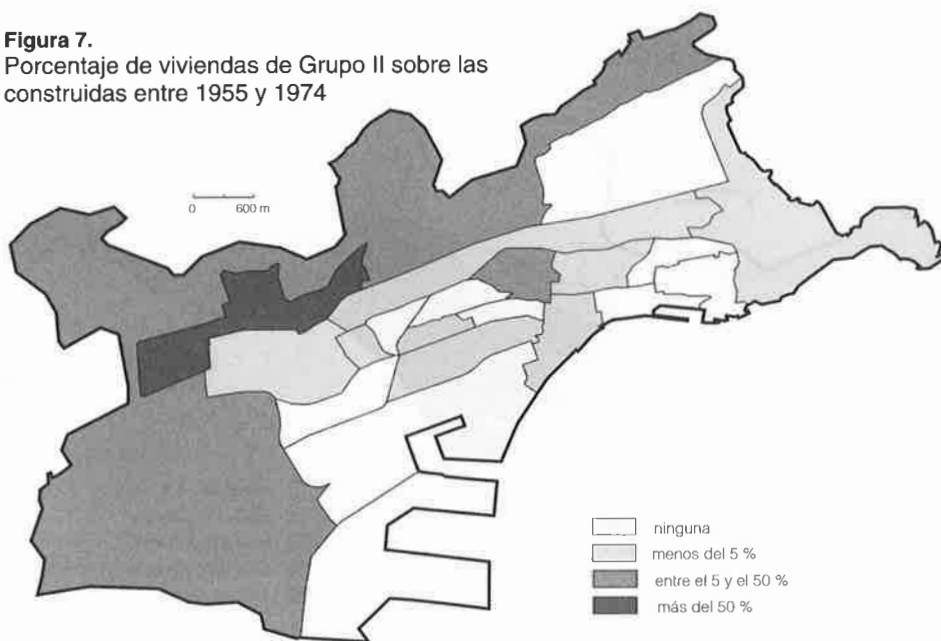 Figura 7.
Porcentaje de viviendas de Grupo II sobre las
construidas entre 1955 y 1974
0 600 m
ninguna
menos del 5 %
entre el 5 y el 50 %
más del 50 %